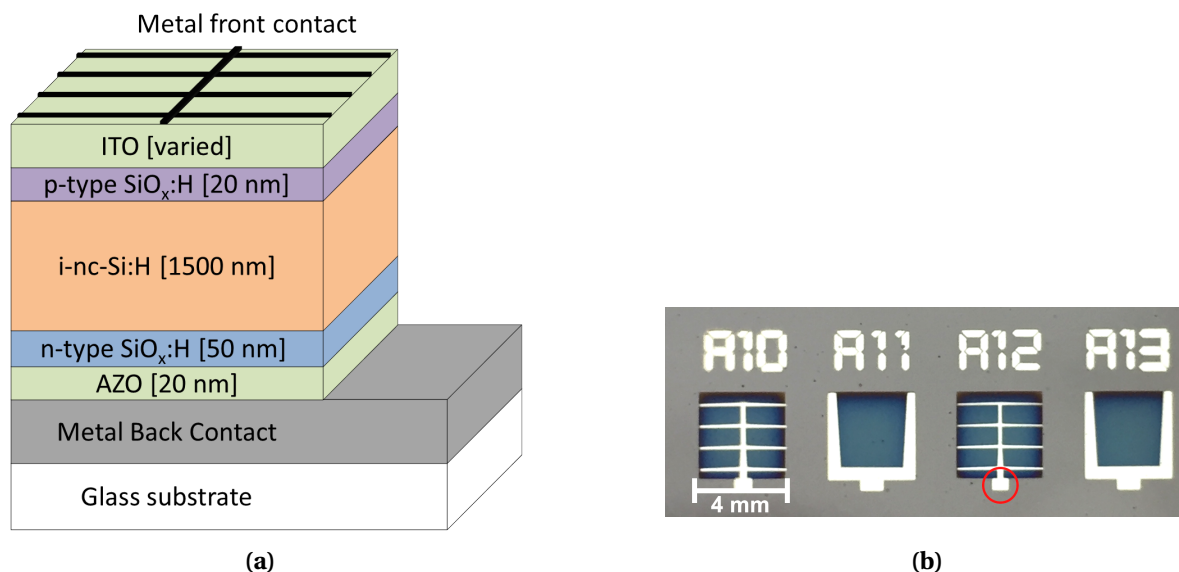 Metal front contact
ITO [varied]
p-type SiOₓ:H [20 nm]
i-nc-Si:H [1500 nm]
n-type SiOₓ:H [50 nm]
AZO [20 nm]
Metal Back Contact
Glass substrate
(a)
A10 A11 A12 A13
4 mm
(b)